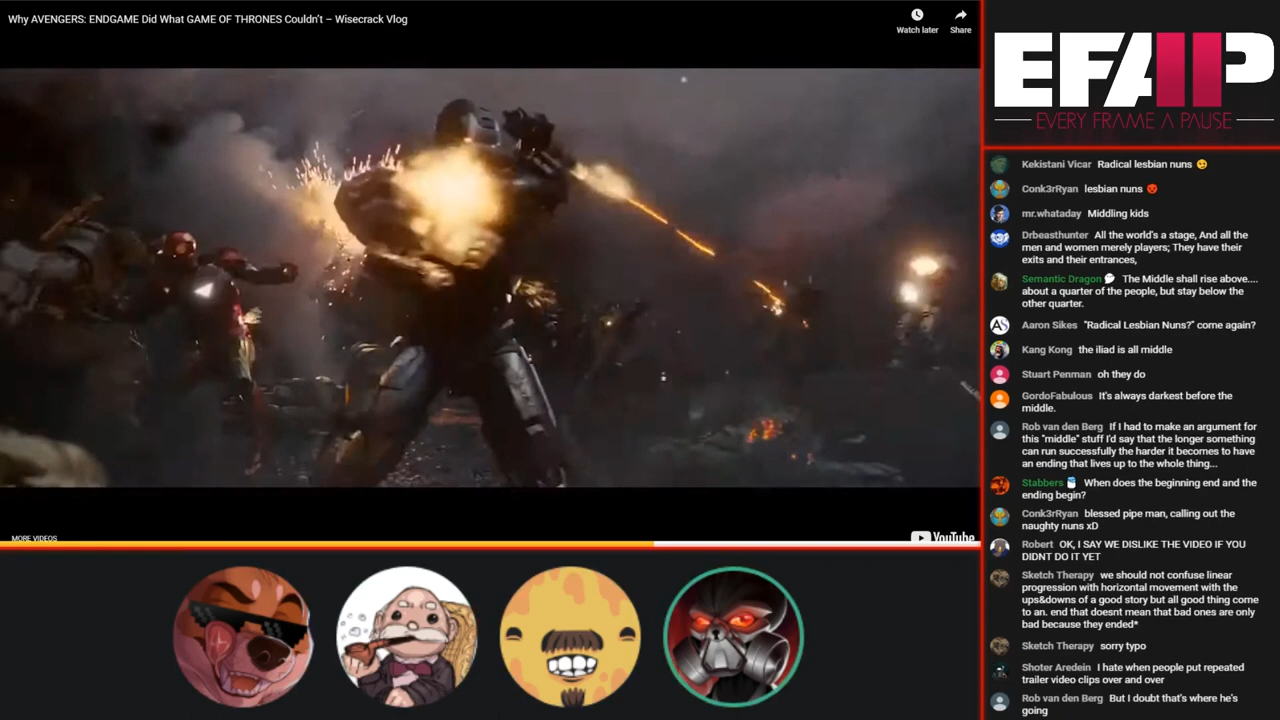 Why AVENGERS: ENDGAME Did What GAME OF THRONES Couldn't – Wisecrack Vlog
Watch later
Share
MORE VIDEOS
YouTube
EFAP
EVERY FRAME A PAUSE
Kekistani Vicar Radical lesbian nuns
Conk3rRyan lesbian nuns
mr.whataday Middling kids
Drbeasthunter All the world's a stage, And all the
men and women merely players; They have their
exits and their entrances,
Semantic Dragon The Middle shall rise above....
about a quarter of the people, but stay below the
other quarter.
AS
Aaron Sikes "Radical Lesbian Nuns?" come again?
Kang Kong the iliad is all middle
Stuart Penman oh they do
GordoFabulous It's always darkest before the
middle.
Rob van den Berg If I had to make an argument for
this "middle" stuff I'd say that the longer something
can run successfully the harder it becomes to have
an ending that lives up to the whole thing...
Stabbers When does the beginning end and the
ending begin?
Conk3rRyan blessed pipe man, calling out the
naughty nuns xD
Robert OK, I SAY WE DISLIKE THE VIDEO IF YOU
DIDNT DO IT YET
Sketch Therapy we should not confuse linear
progression with horizontal movement with the
ups&downs of a good story but all good thing come
to an. end that doesnt mean that bad ones are only
bad because they ended*
Sketch Therapy sorry typo
Shoter Aredein I hate when people put repeated
trailer video clips over and over
Rob van den Berg But I doubt that's where he's
going